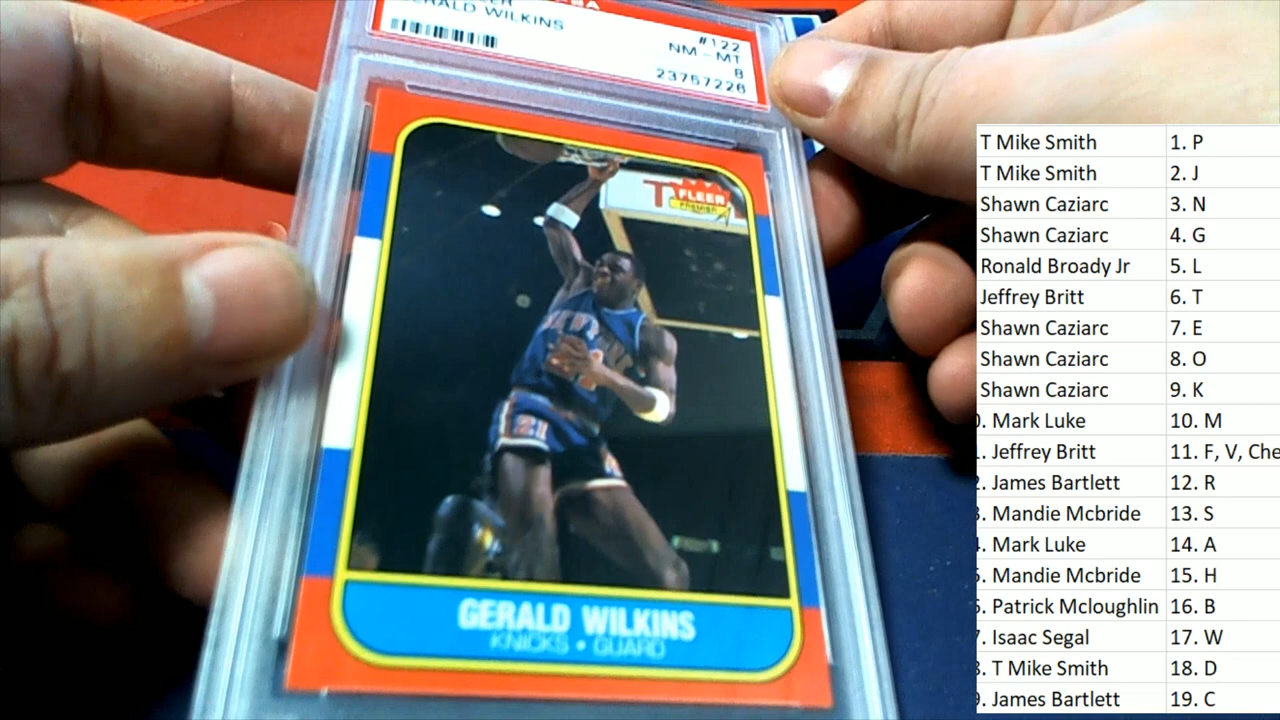 GERALD WILKINS
#122
NM - MT
8
23757226
FLEER
PREMIER
21
GERALD WILKINS
KNICKS • GUARD
T Mike Smith 1. P
T Mike Smith 2. J
Shawn Caziarc 3. N
Shawn Caziarc 4. G
Ronald Broady Jr 5. L
Jeffrey Britt 6. T
Shawn Caziarc 7. E
Shawn Caziarc 8. O
Shawn Caziarc 9. K
. Mark Luke 10. M
. Jeffrey Britt 11. F, V, Che
. James Bartlett 12. R
. Mandie Mcbride 13. S
. Mark Luke 14. A
. Mandie Mcbride 15. H
. Patrick Mcloughlin 16. B
. Isaac Segal 17. W
. T Mike Smith 18. D
. James Bartlett 19. C